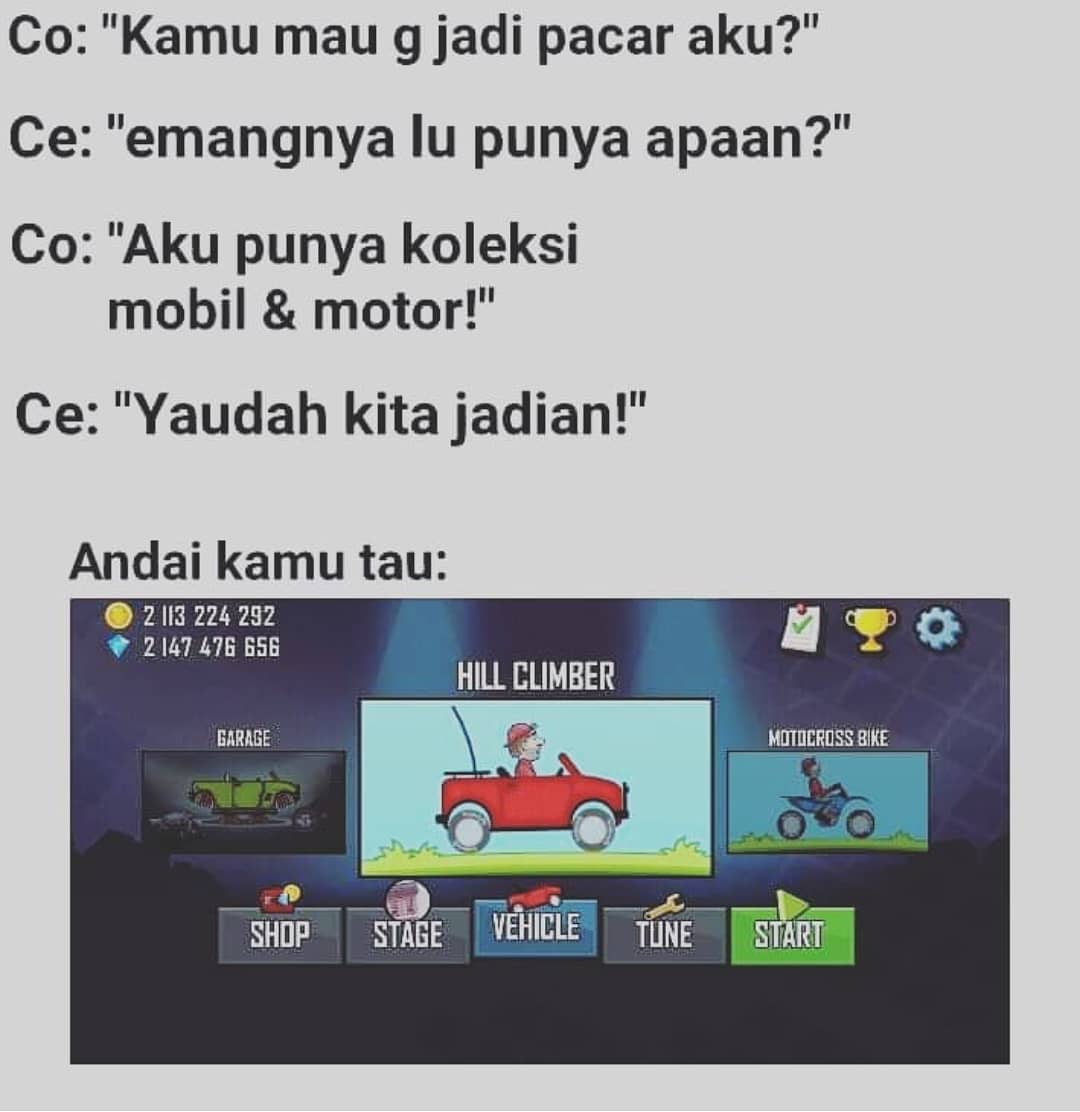 Co: "Kamu mau g jadi pacar aku?"
Ce: "emangnya lu punya apaan?"
Co: "Aku punya koleksi
mobil & motor!"
Ce: "Yaudah kita jadian!"
Andai kamu tau:
2 113 224 292
2 147 476 656
HILL CLIMBER
GARAGE
MOTOCROSS BIKE
SHOP
STAGE
VEHICLE
TUNE
START